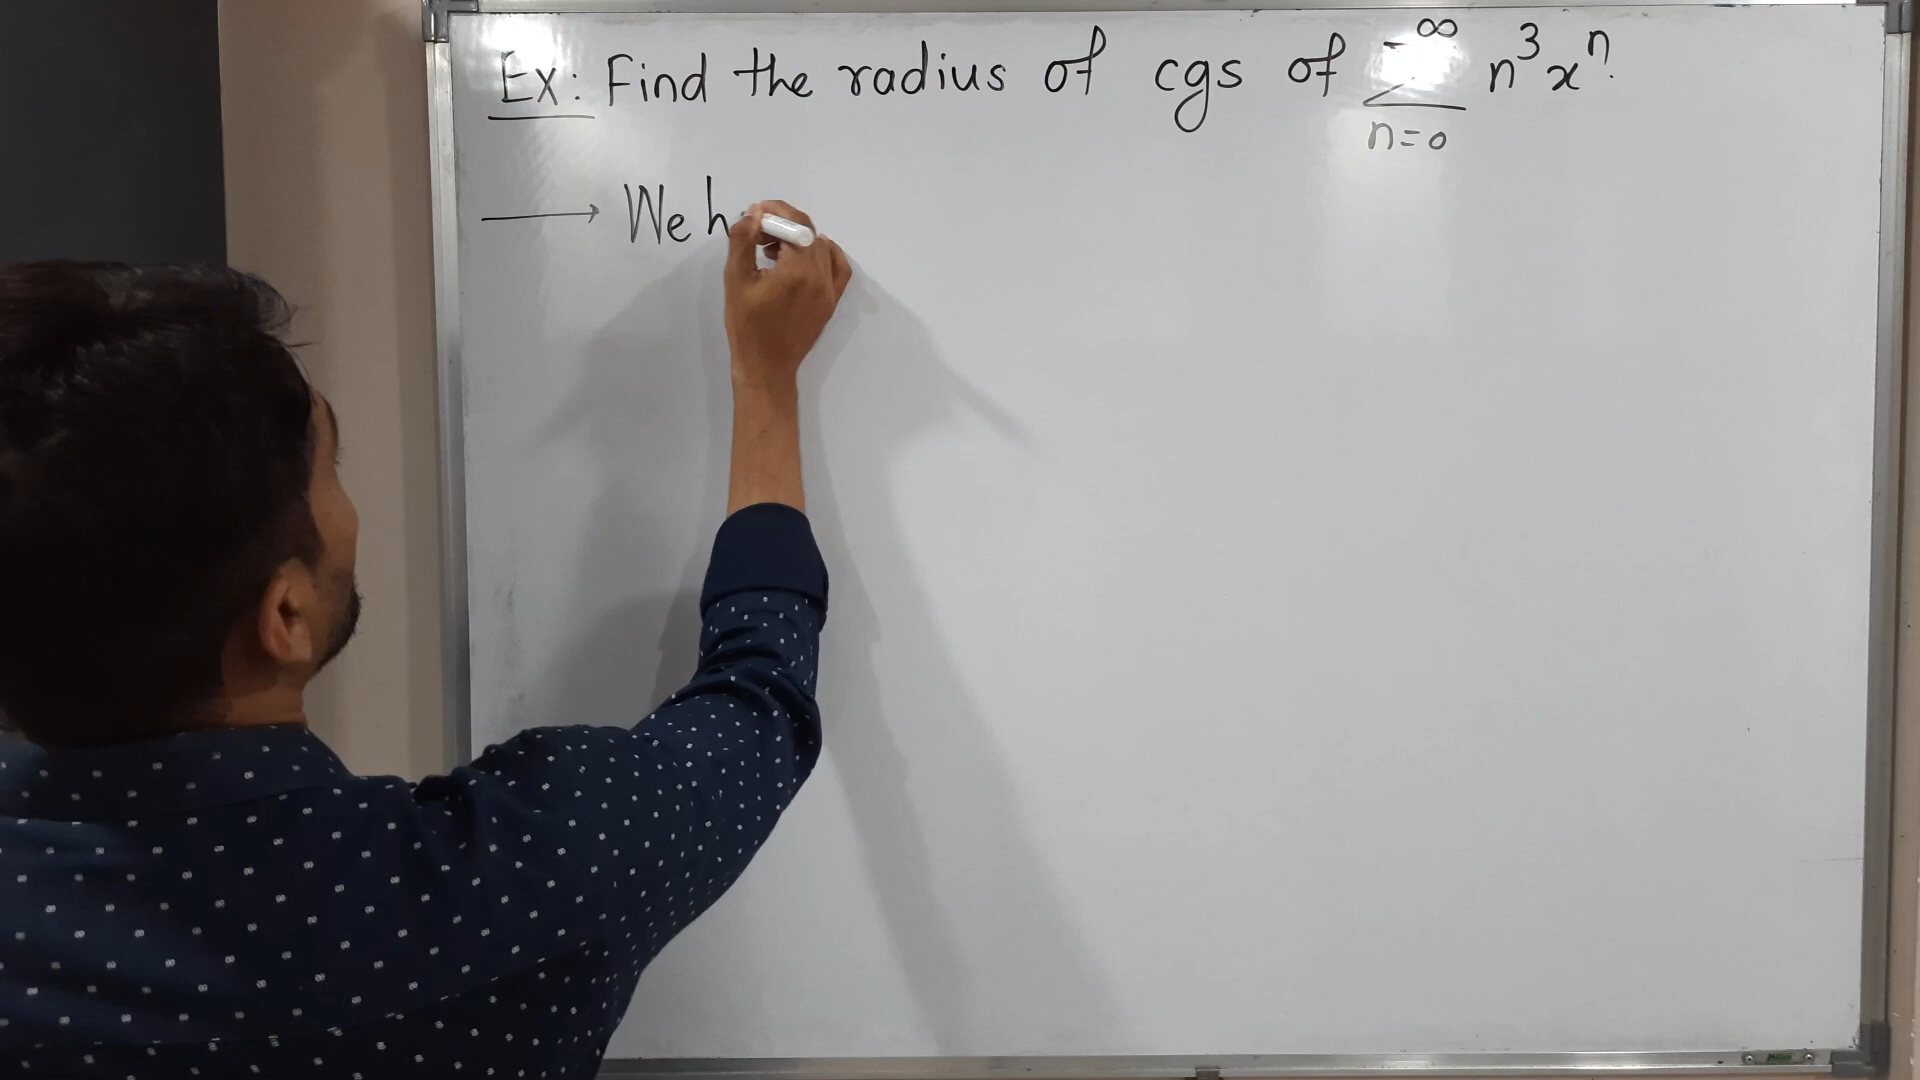 Ex: Find the radius of cgs of ∞ Σ n=0 n³xⁿ.
→ We h